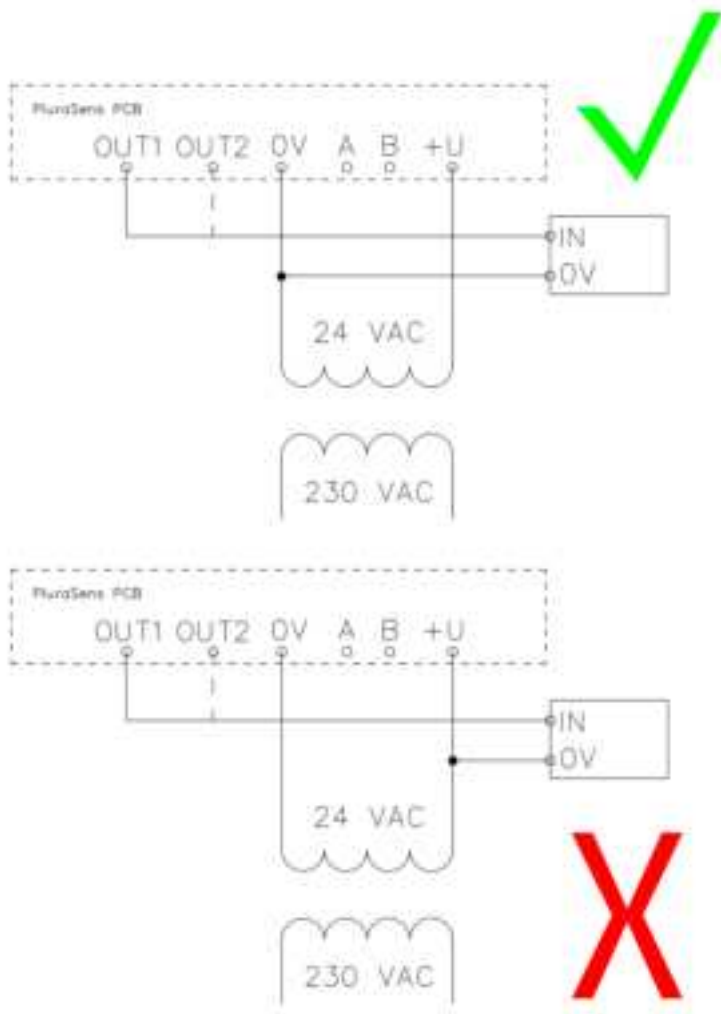 PluraSens PCB
OUT1 OUT2 0V A B +U
IN
0V
24 VAC
230 VAC
PluraSens PCB
OUT1 OUT2 0V A B +U
IN
0V
24 VAC
230 VAC